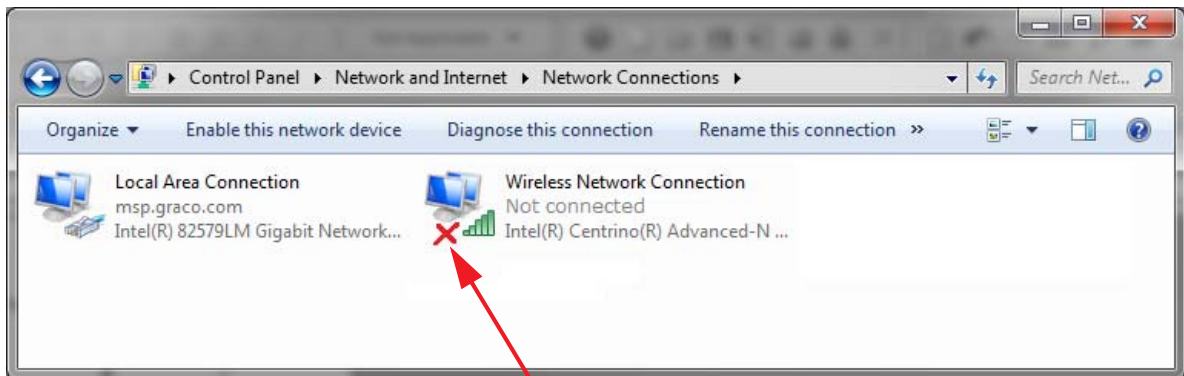 Control Panel ▸ Network and Internet ▸ Network Connections ▸
Search Net...
Organize ▾ Enable this network device Diagnose this connection Rename this connection »
Local Area Connection
msp.graco.com
Intel(R) 82579LM Gigabit Network...
Wireless Network Connection
Not connected
Intel(R) Centrino(R) Advanced-N ...